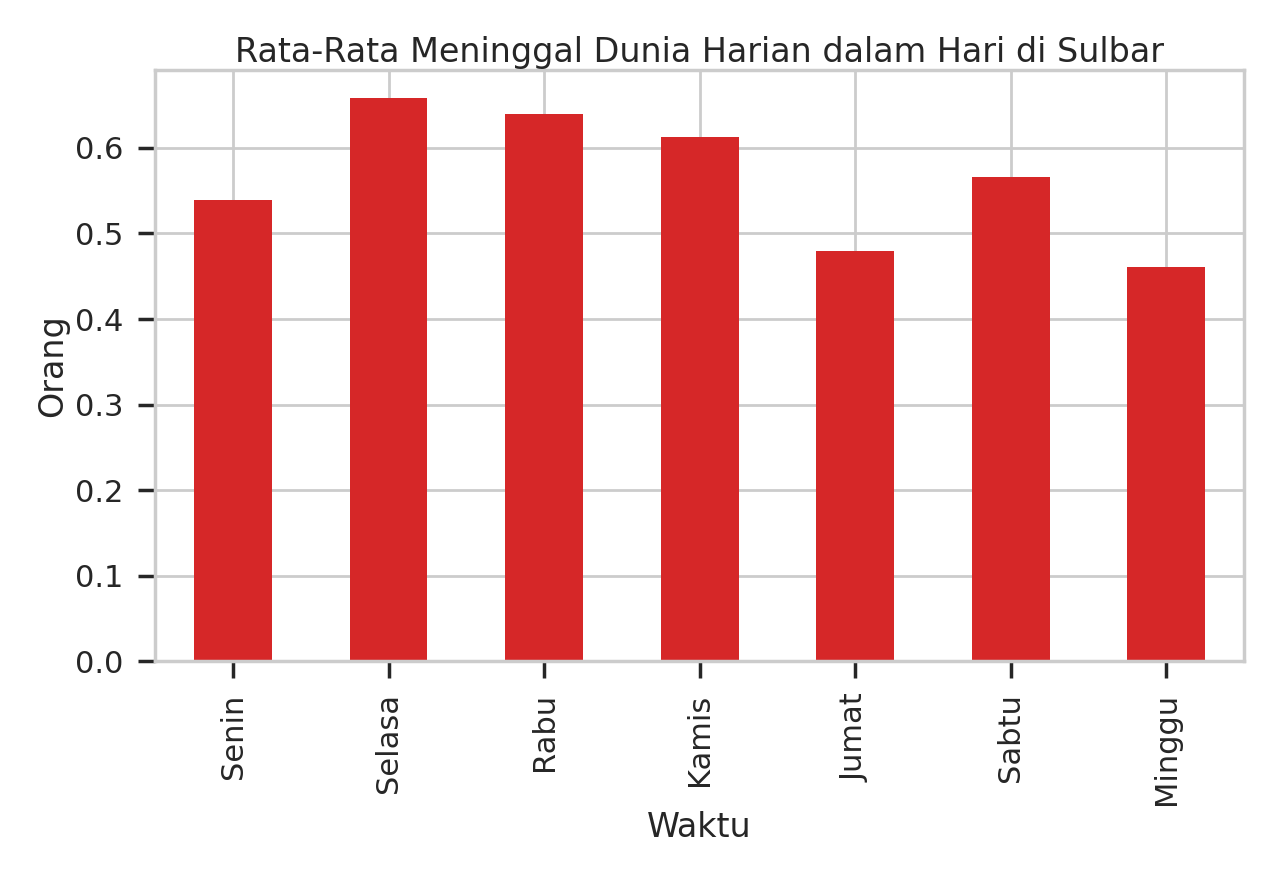 Rata-Rata Meninggal Dunia Harian dalam Hari di Sulbar
Orang
0.6
0.5
0.4
0.3
0.2
0.1
0.0
Senin
Selasa
Rabu
Kamis
Jumat
Sabtu
Minggu
Waktu